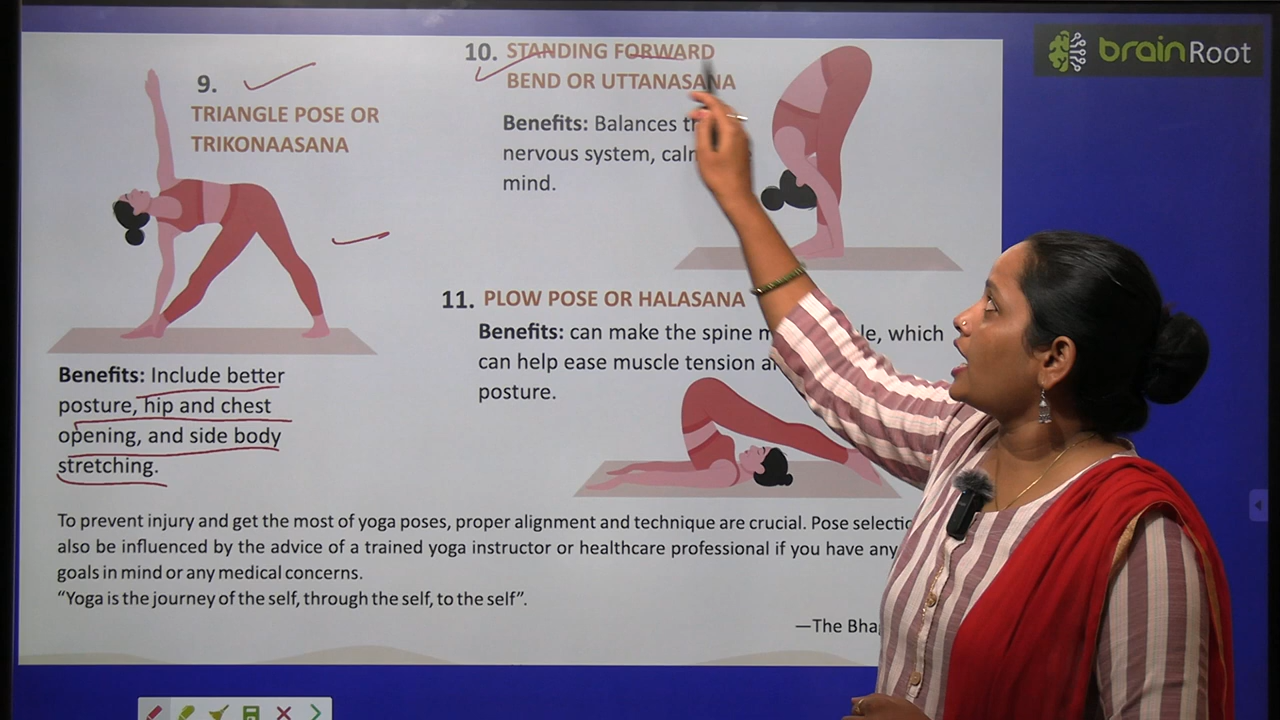 brainRoot
9.
TRIANGLE POSE OR
TRIKONAASANA
Benefits: Include better
posture, hip and chest
opening, and side body
stretching.
10. STANDING FORWARD
BEND OR UTTANASANA
Benefits: Balances
nervous system,
mind.
11. PLOW POSE OR HALASANA
Benefits: can make the spine which
can help ease muscle tension
posture.
To prevent injury and get the most of yoga poses, proper alignment and technique are crucial. Pose
also be influenced by the advice of a trained yoga instructor or healthcare professional if you have any
goals in mind or any medical concerns.
“Yoga is the journey of the self, through the self, to the self”.
—The